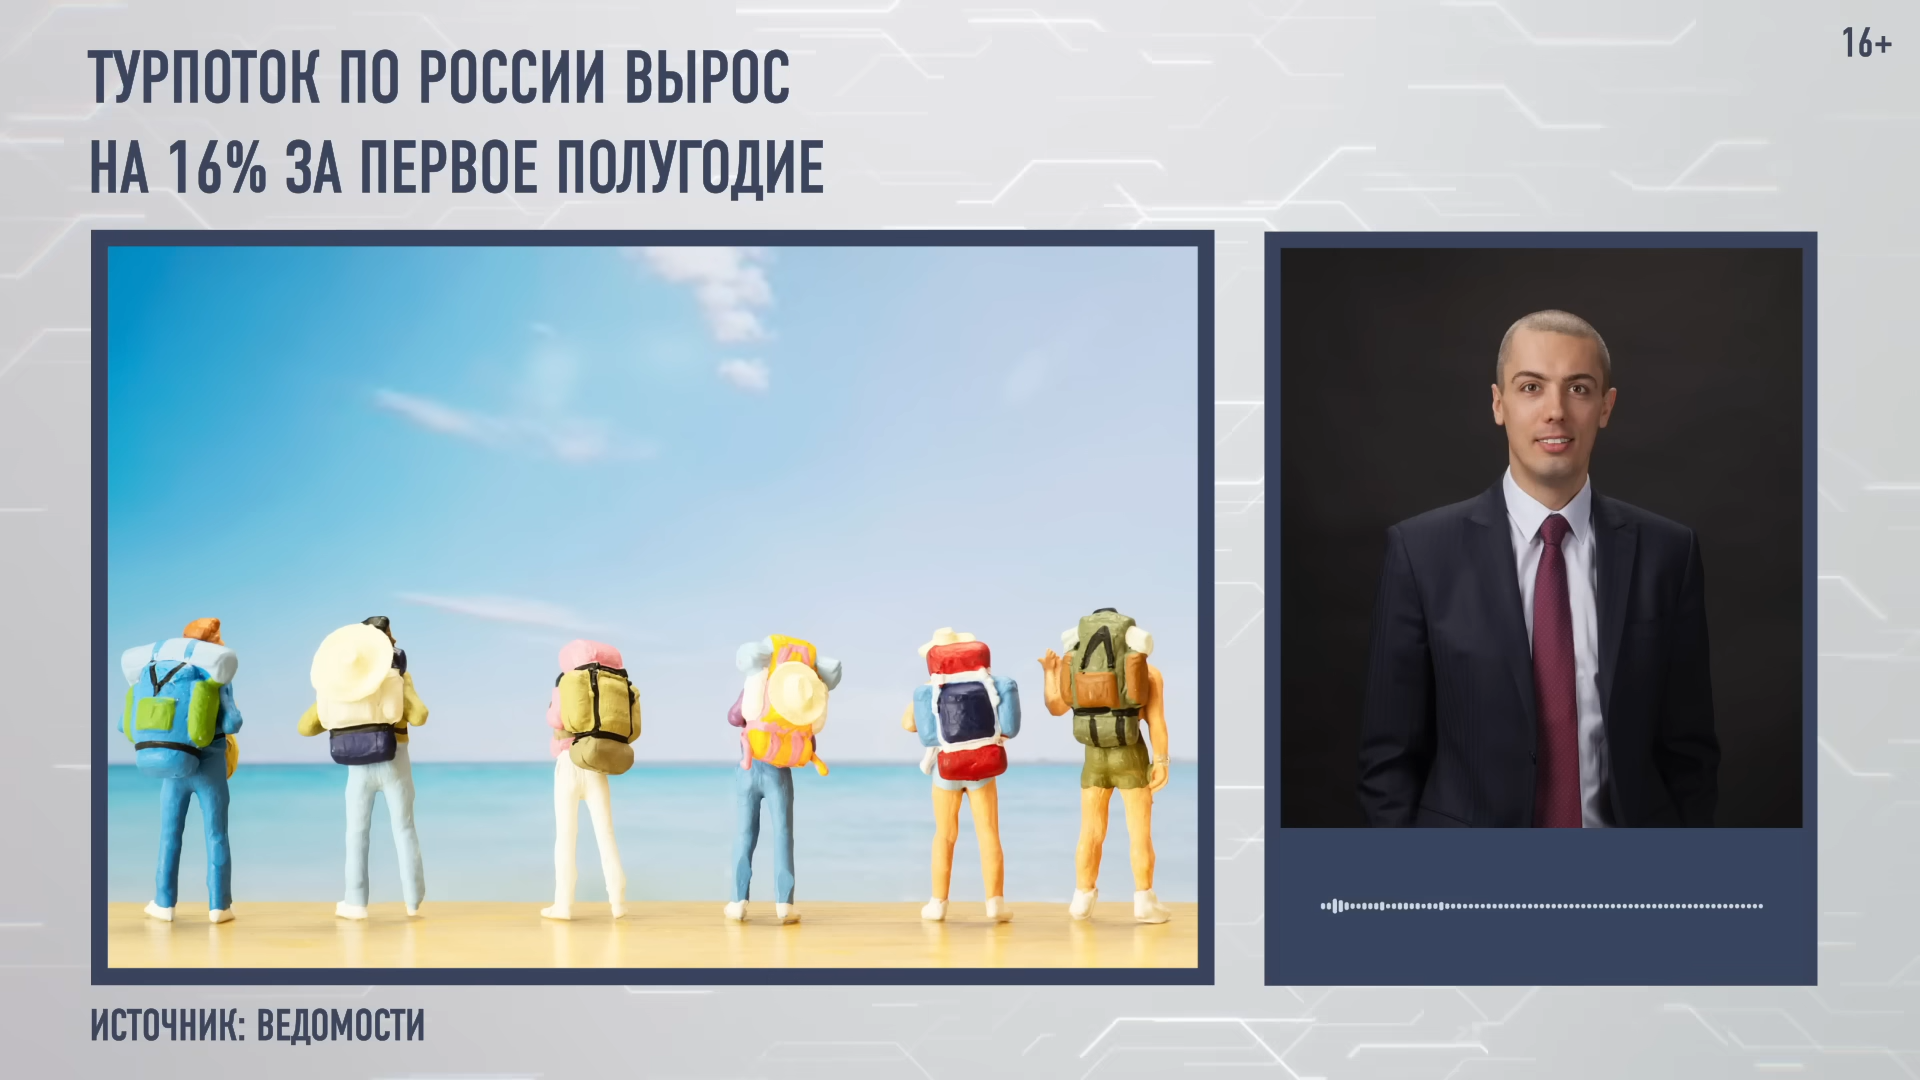 ТУРПОТОК ПО РОССИИ ВЫРОС
НА 16% ЗА ПЕРВОЕ ПОЛУГОДИЕ
16+
ИСТОЧНИК: ВЕДОМОСТИ